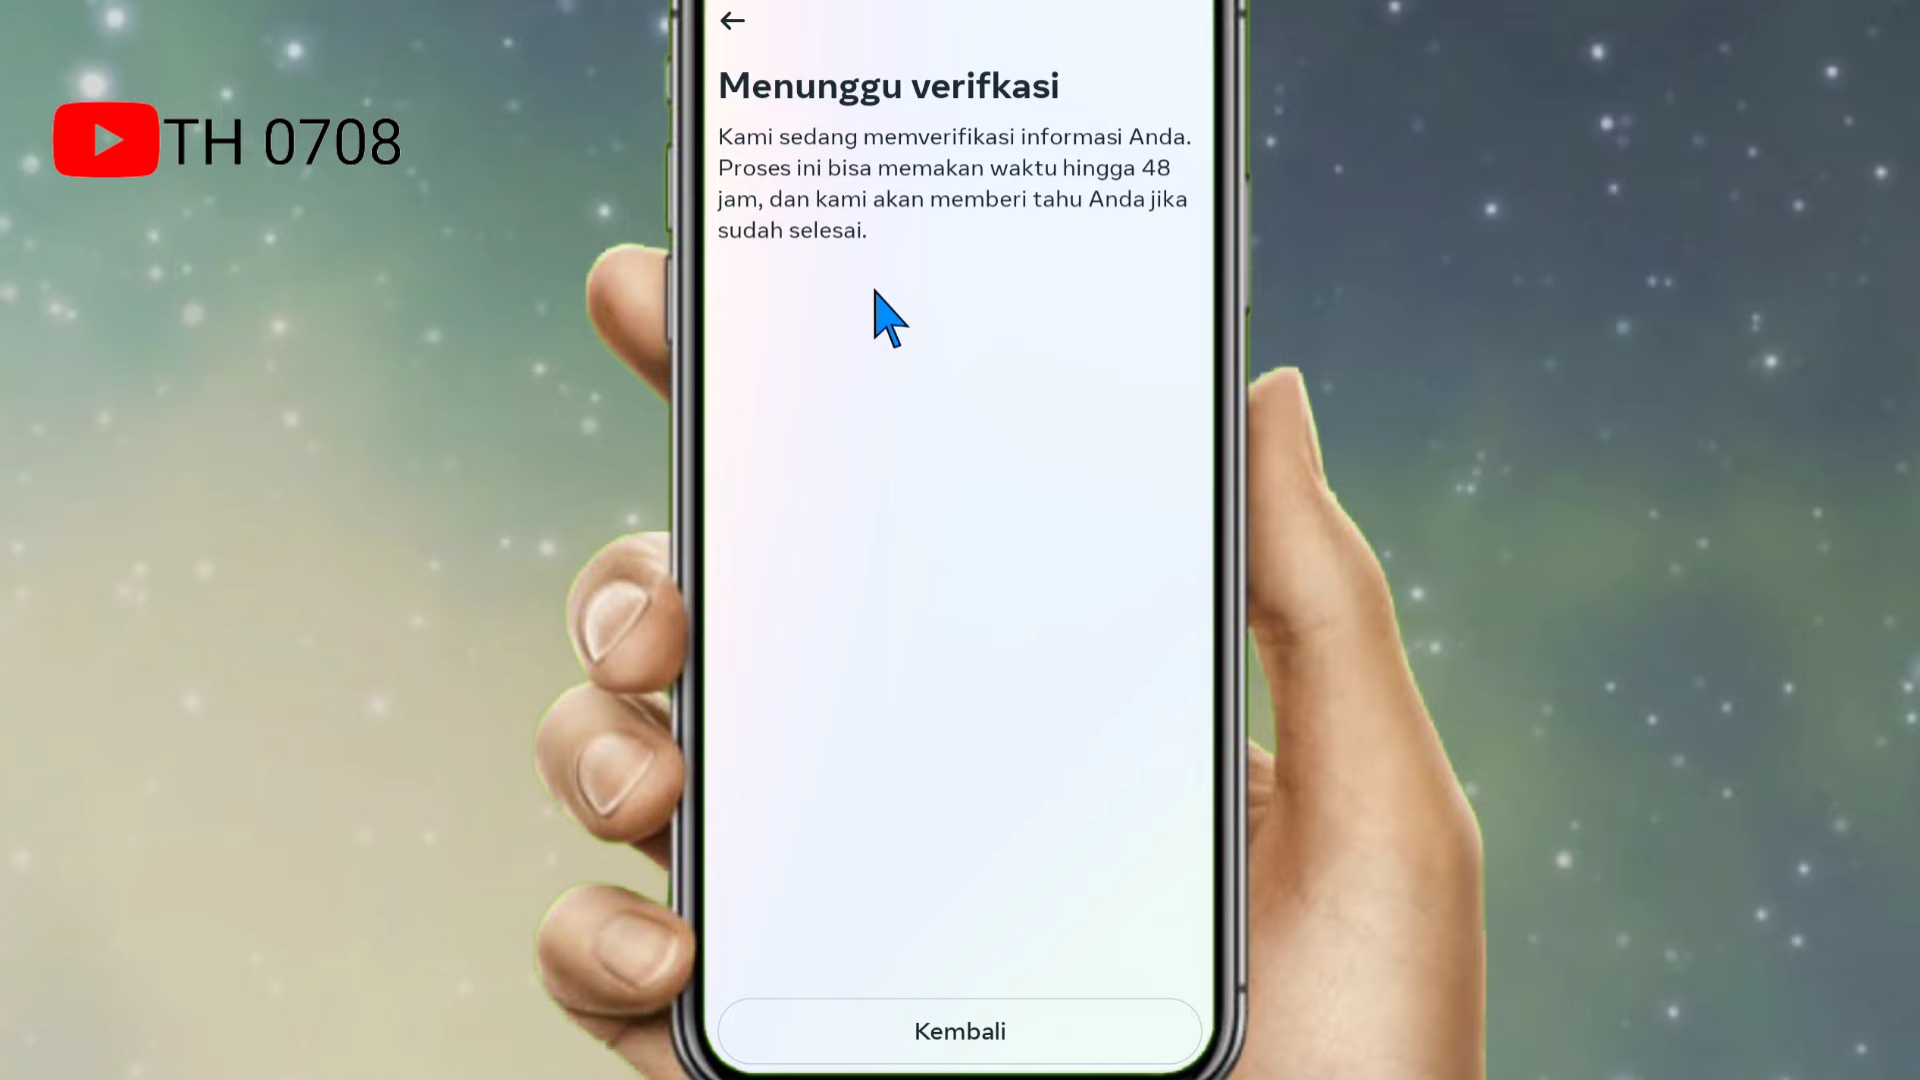 TH 0708
Menunggu verifkasi
Kami sedang memverifikasi informasi Anda.
Proses ini bisa memakan waktu hingga 48
jam, dan kami akan memberi tahu Anda jika
sudah selesai.
Kembali